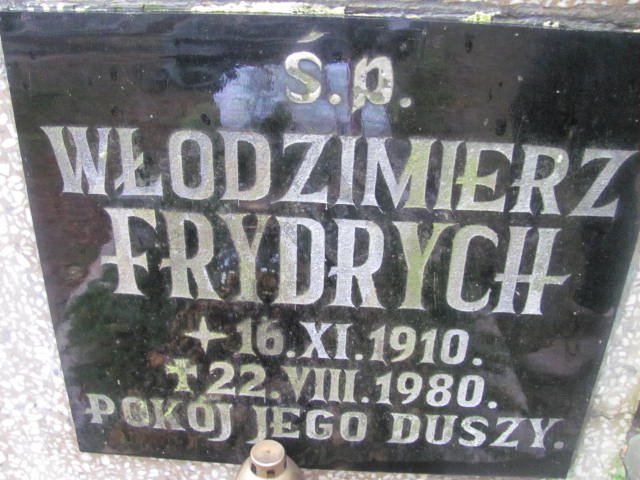 Ś.p.
WŁODZIMIERZ
FRYDRYCH
+ 16.XI.1910.
✝ 22.VIII.1980.
POKÓJ JEGO DUSZY.